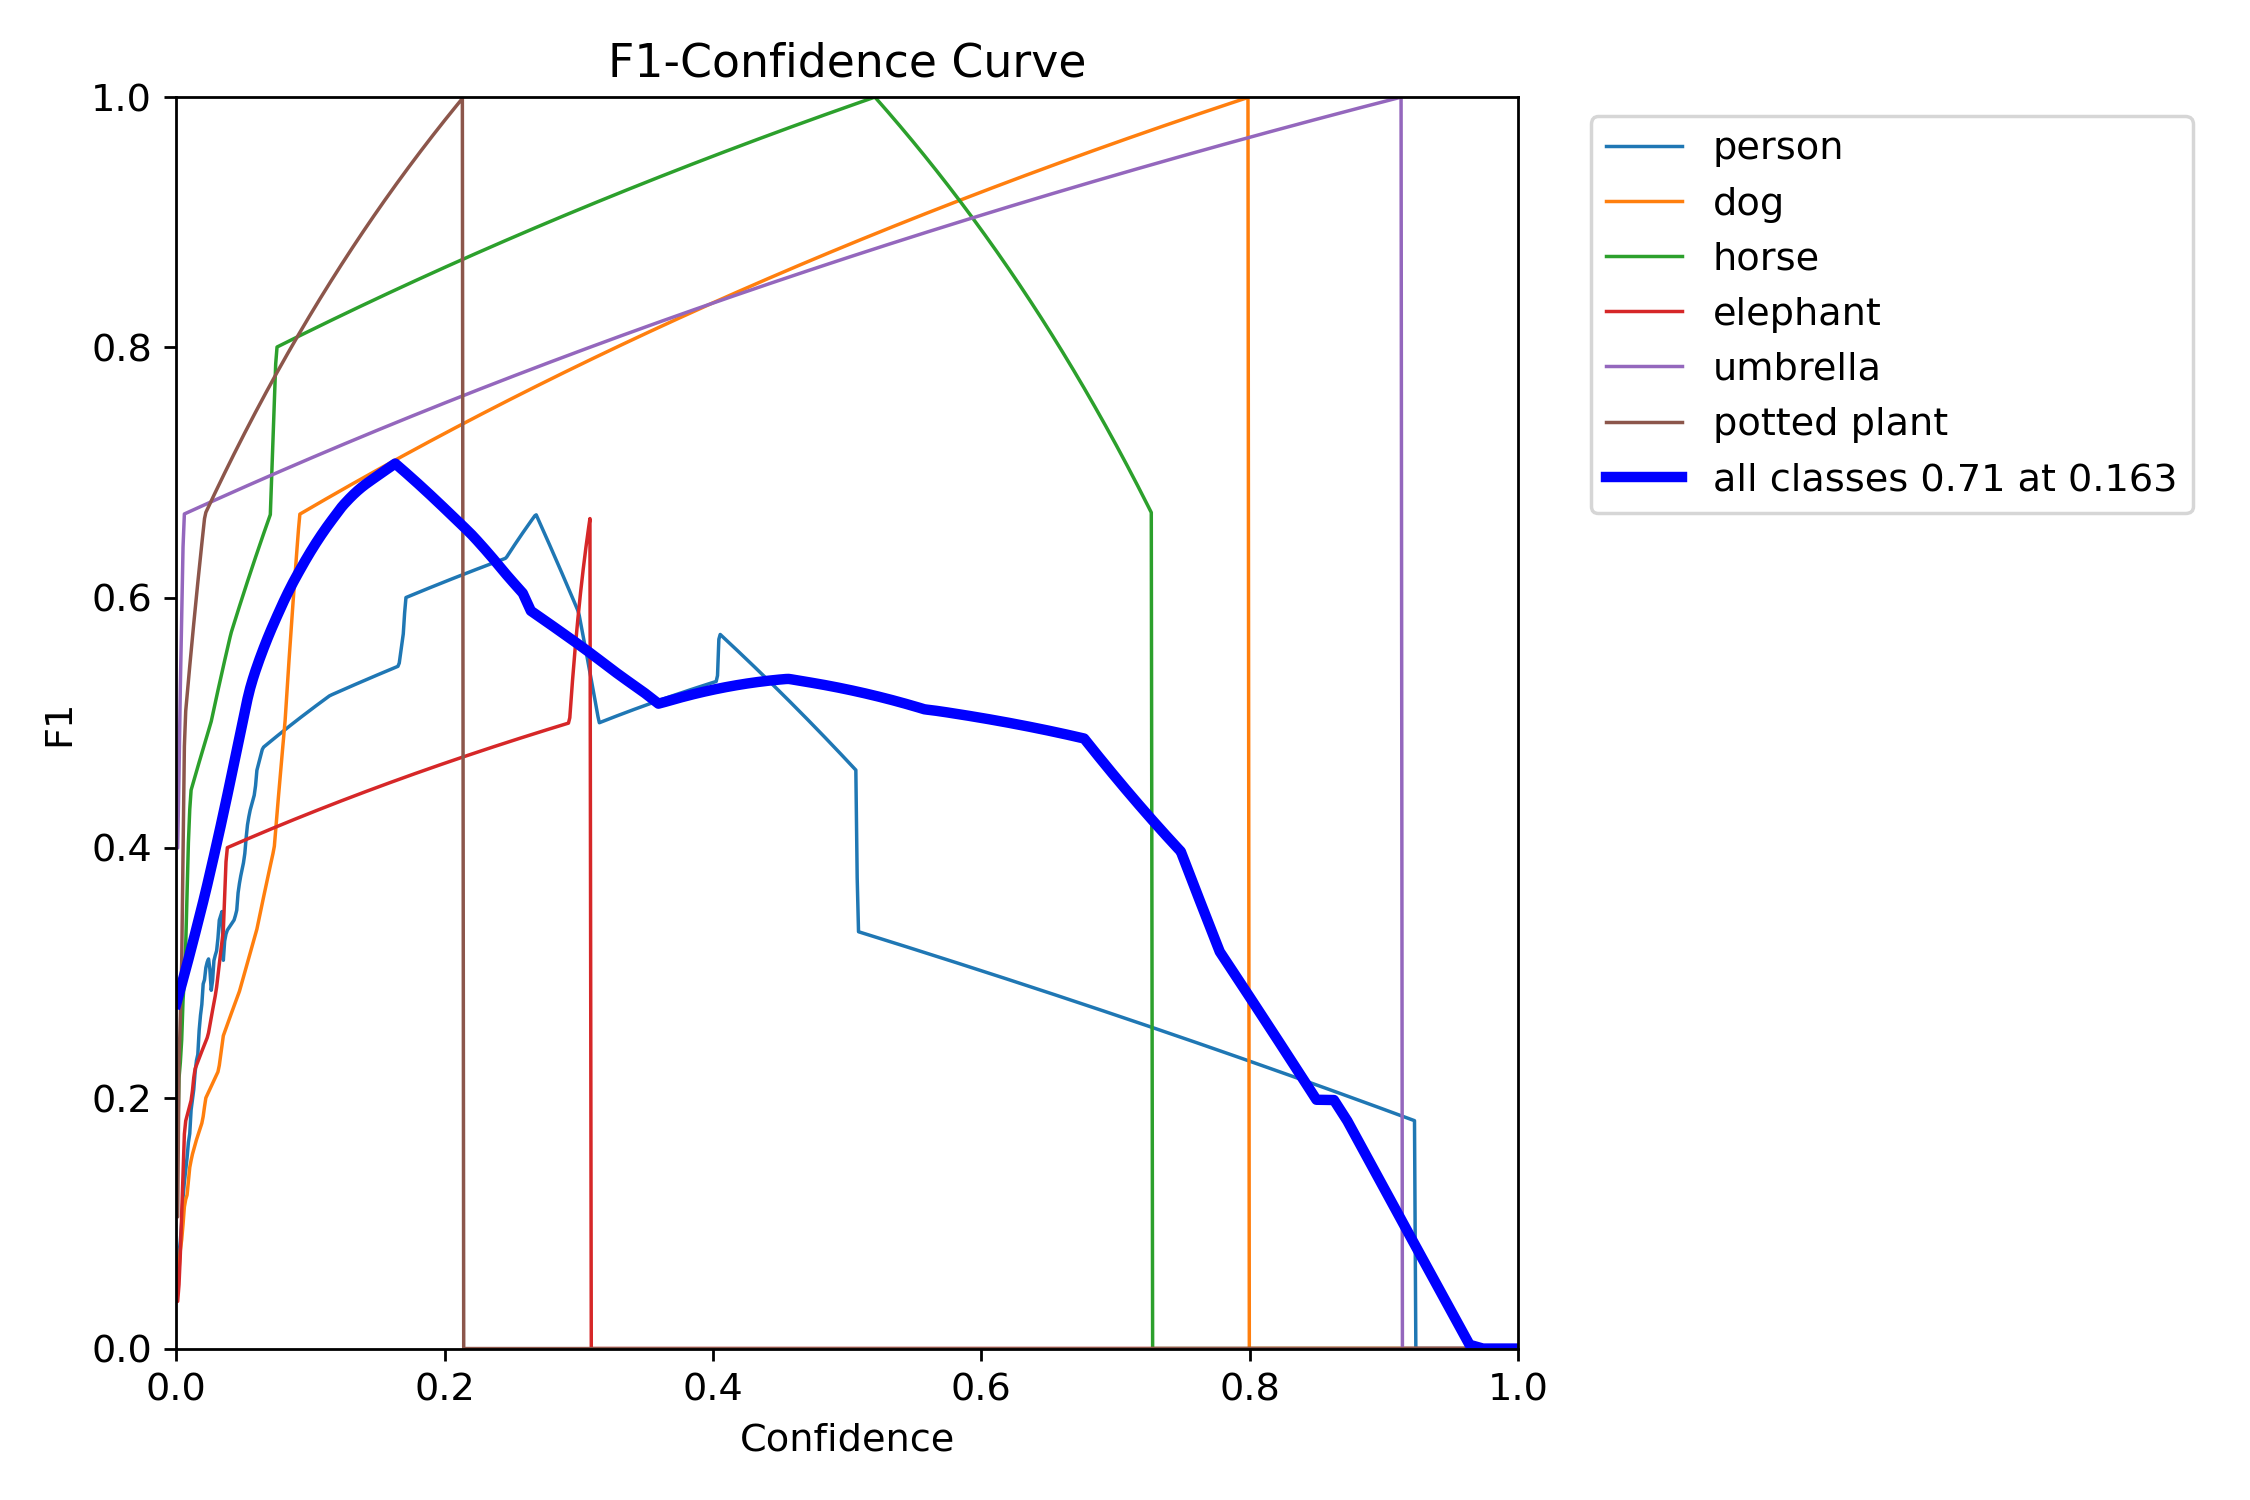 F1-Confidence Curve
1.0
0.8
0.6
0.4
0.2
0.0
F1
0.0 0.2 0.4 0.6 0.8 1.0
Confidence
person
dog
horse
elephant
umbrella
potted plant
all classes 0.71 at 0.163